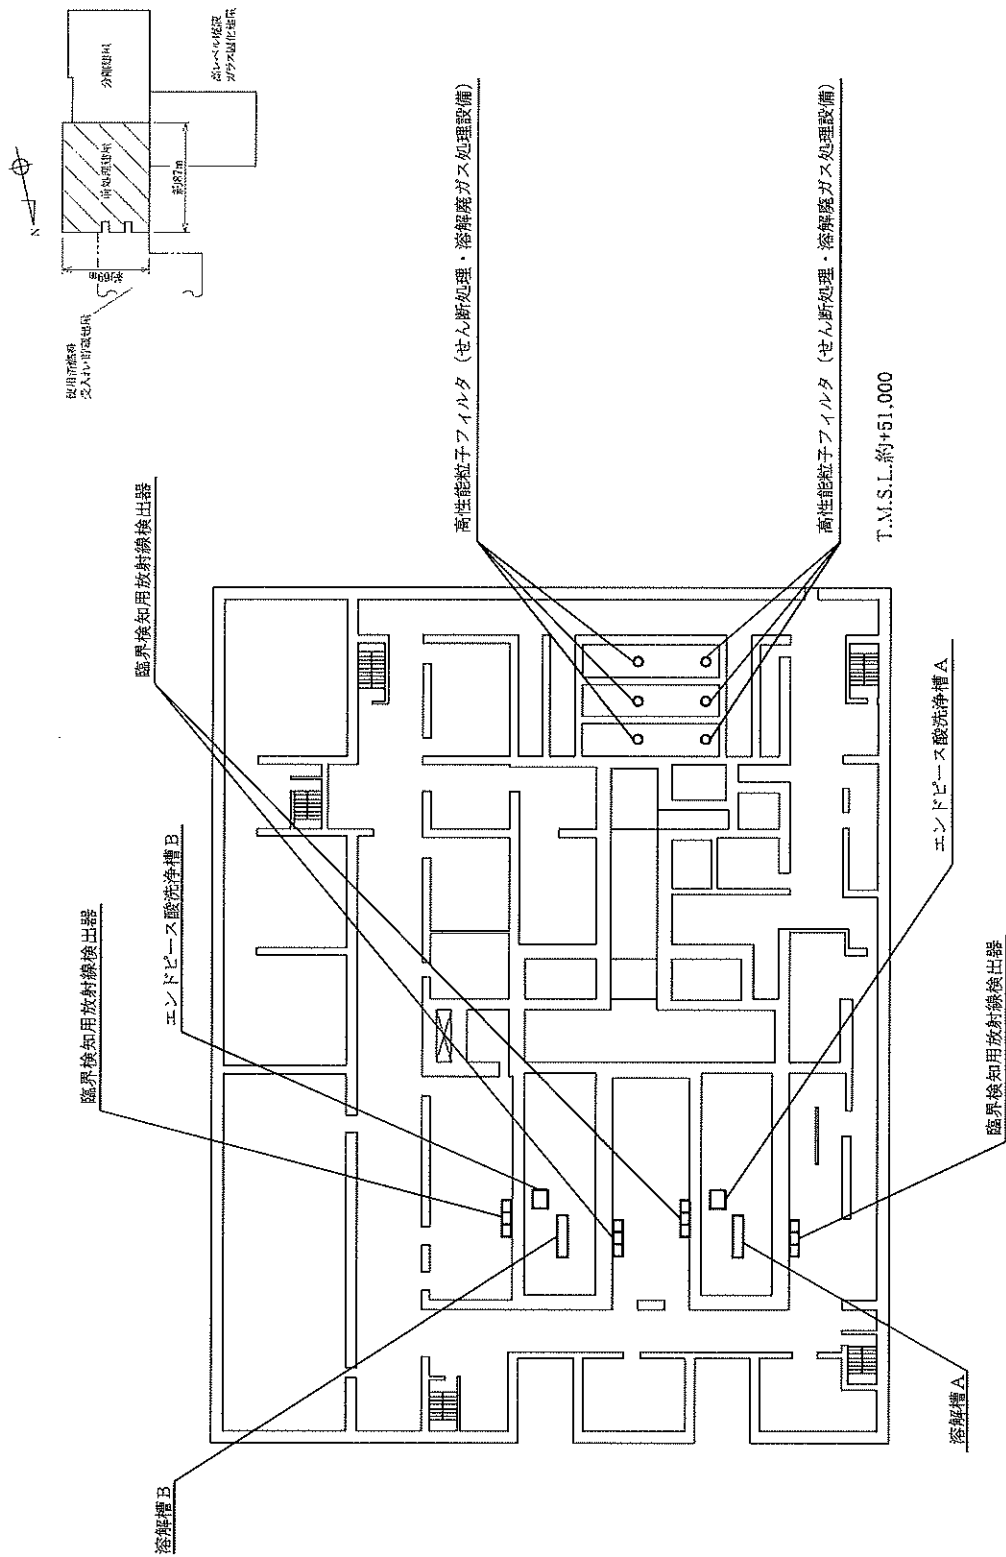 N
使用済燃料
受入れ・貯蔵建屋
前処理建屋
分離建屋
高レベル廃液
ガラス固化建屋
約69m
約87m
溶解槽B
臨界検知用放射線検出器
エンドピース酸洗浄槽B
臨界検知用放射線検出器
高性能粒子フィルタ（せん断処理・溶解廃ガス処理設備）
高性能粒子フィルタ（せん断処理・溶解廃ガス処理設備）
溶解槽A
臨界検知用放射線検出器
エンドピース酸洗浄槽A
T.M.S.L.約+51,000